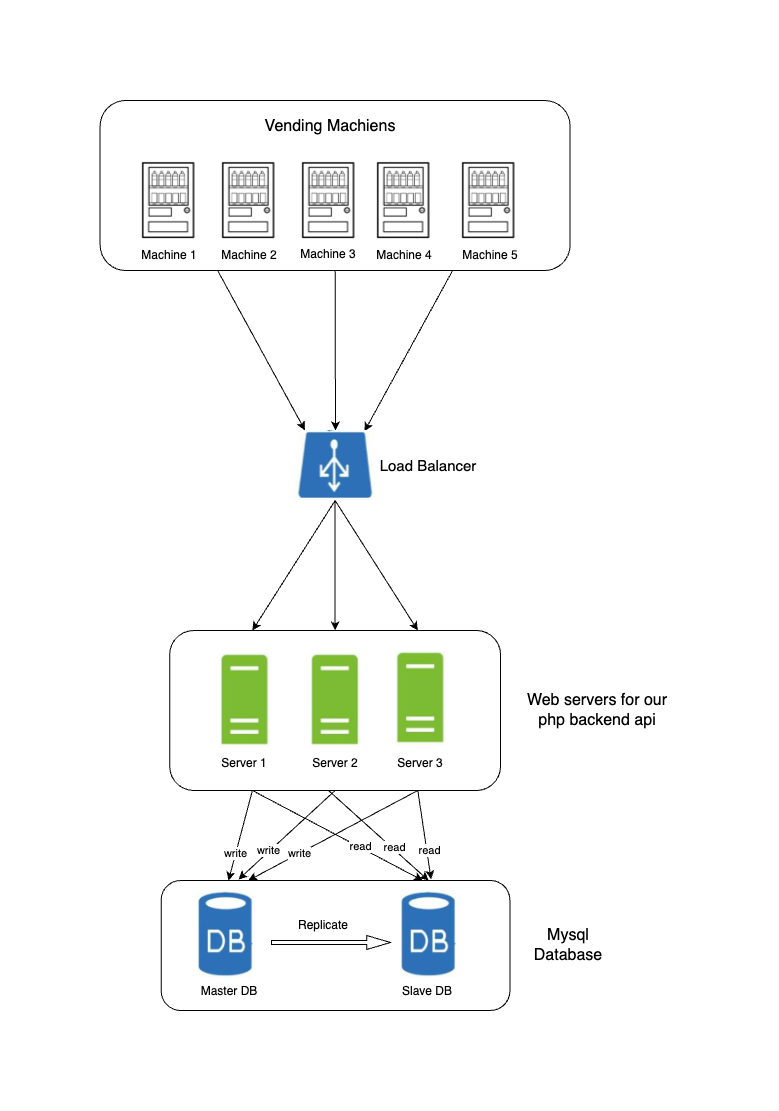 Vending Machiens
Machine 1
Machine 2
Machine 3
Machine 4
Machine 5
Load Balancer
Server 1
Server 2
Server 3
Web servers for our
php backend api
write
write
write
read
read
read
DB
DB
Replicate
Master DB
Slave DB
Mysql
Database